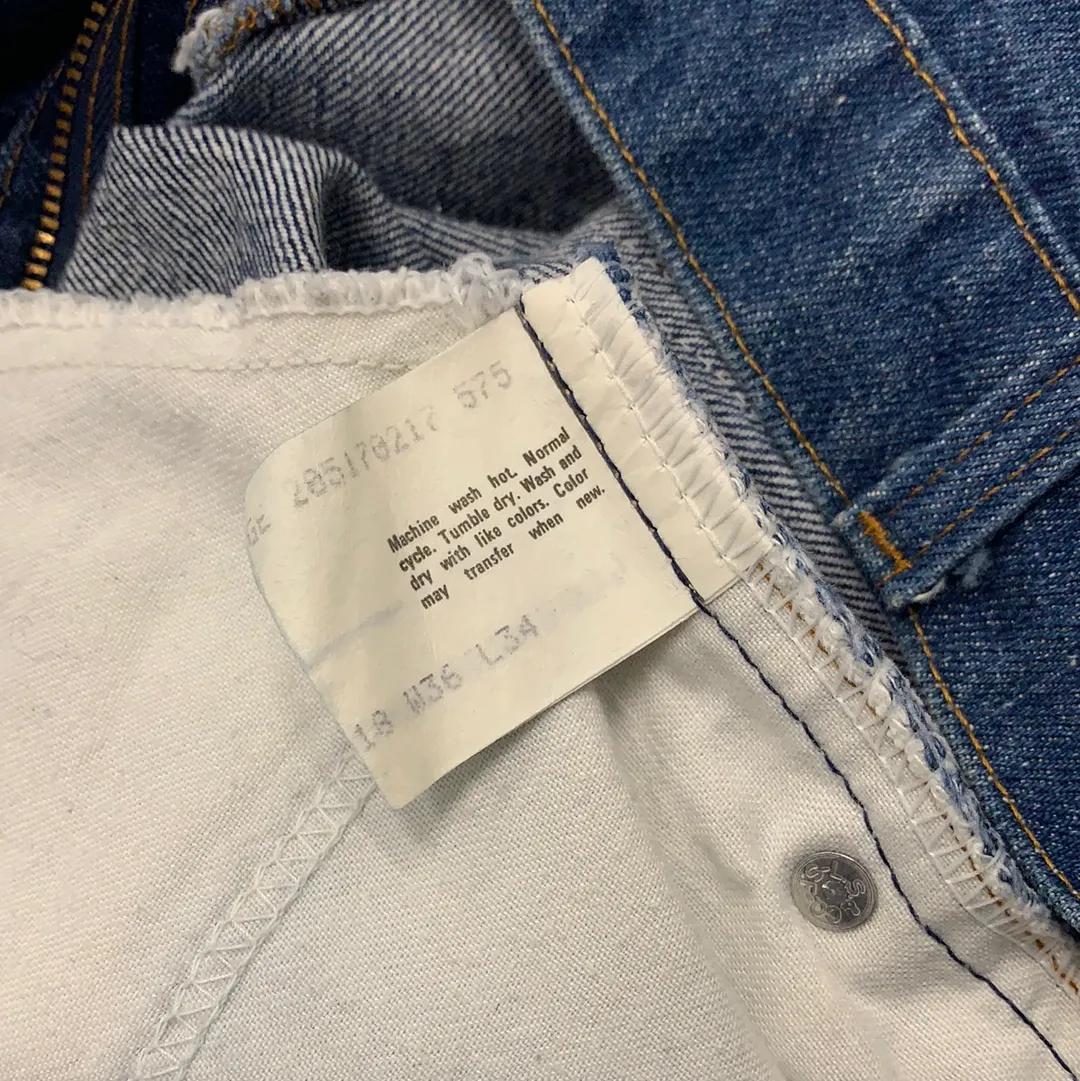 575
Machine wash hot. Normal
cycle. Tumble dry. Wash and
dry with like colors. Color
may transfer when new.
18 W36 L34